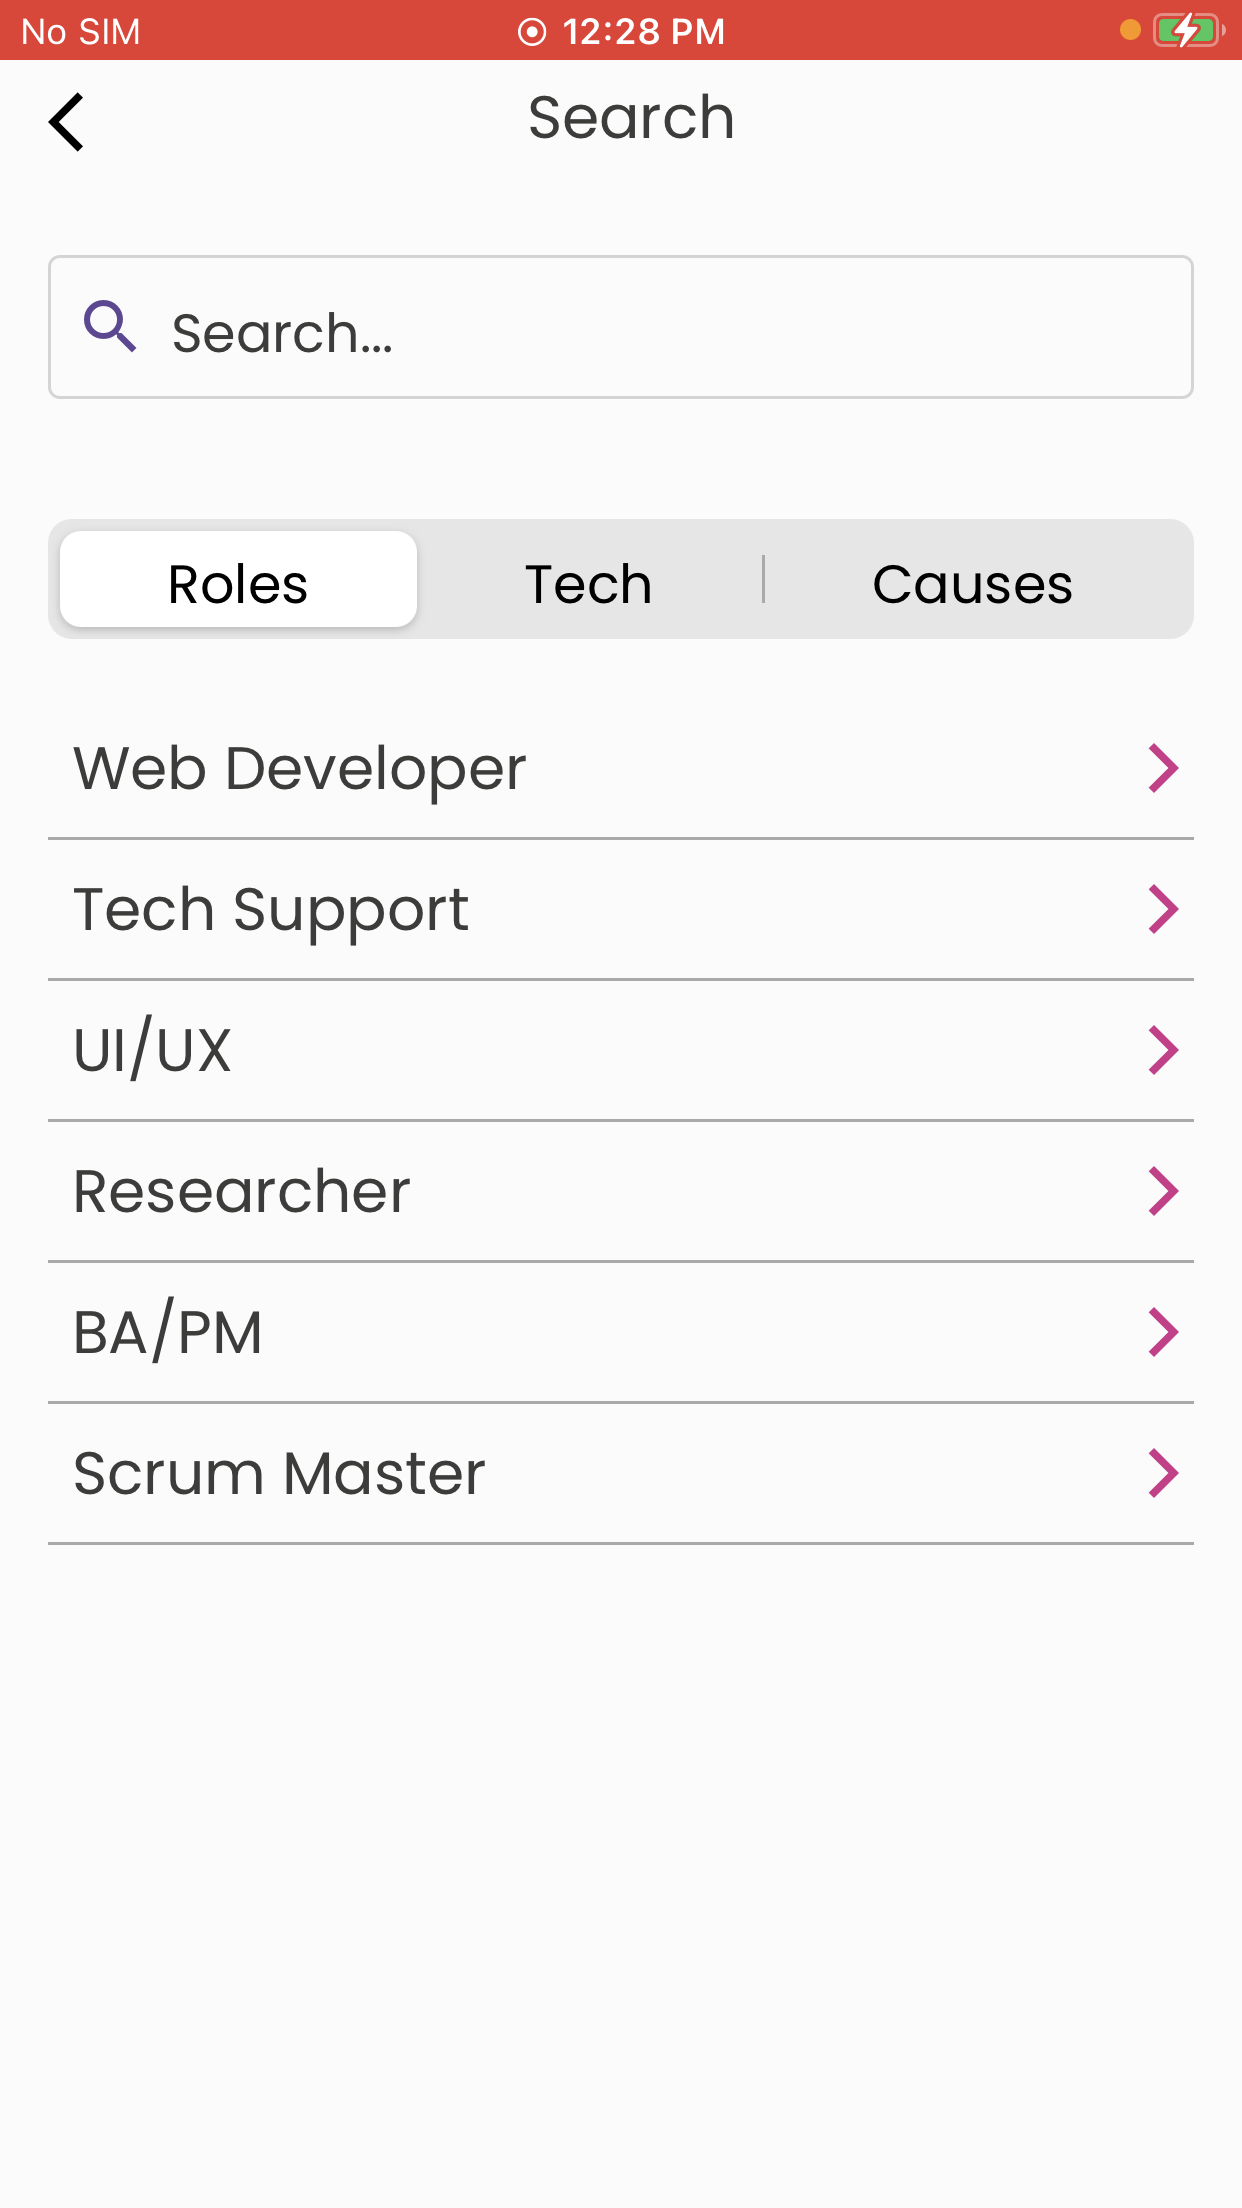 No SIM 12:28 PM
Search
Search...
Roles Tech Causes
Web Developer
Tech Support
UI/UX
Researcher
BA/PM
Scrum Master